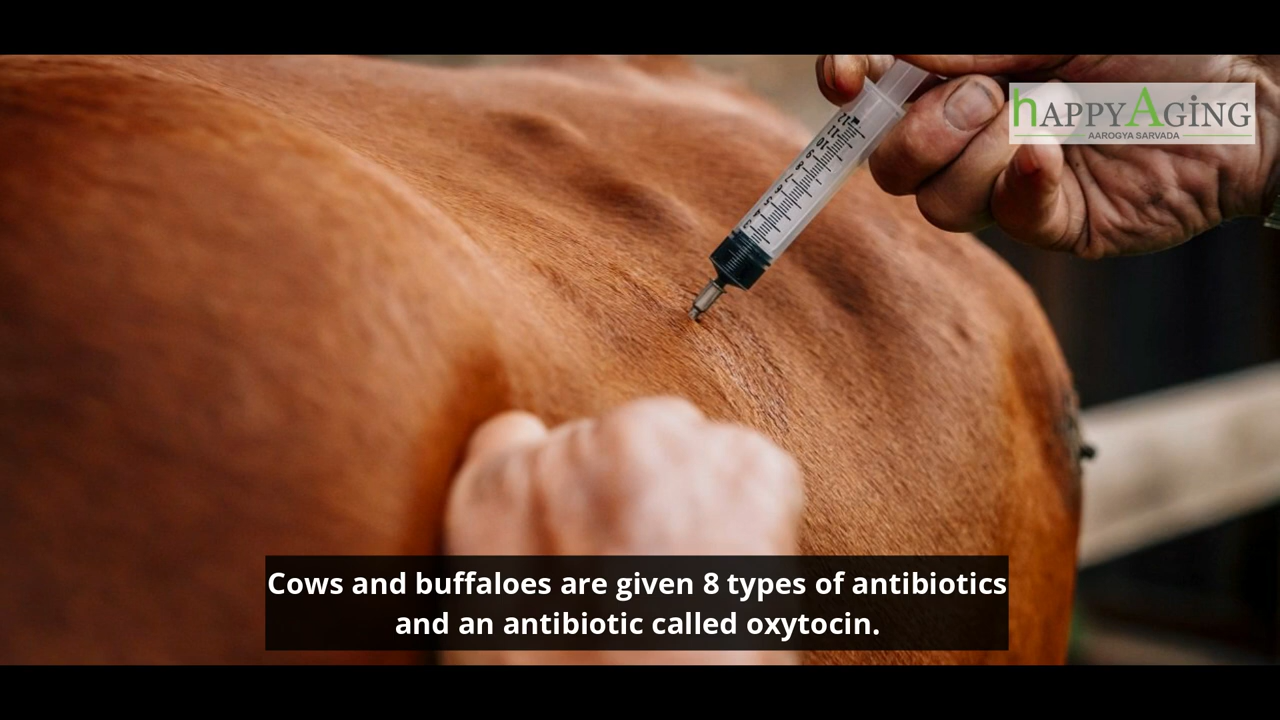 hAPPYAGiNG
AAROGYA SARVADA
Cows and buffaloes are given 8 types of antibiotics
and an antibiotic called oxytocin.